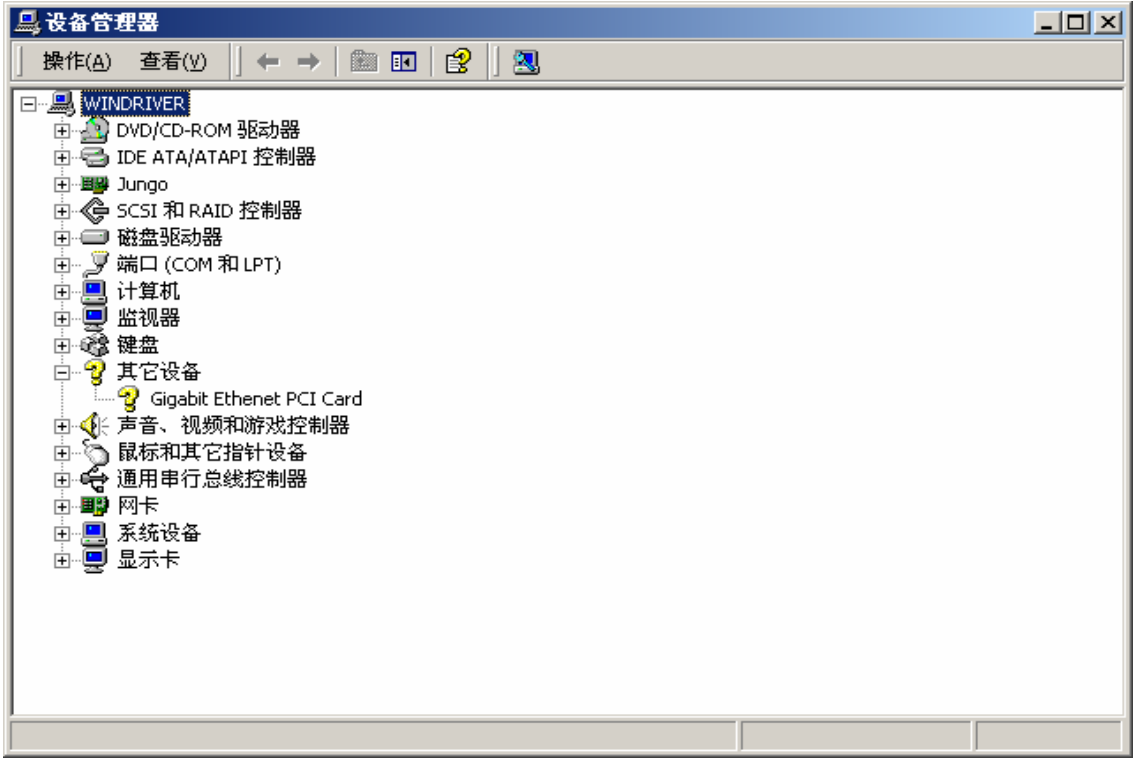 设备管理器
操作(A) 查看(V)
WINDRIVER
DVD/CD-ROM 驱动器
IDE ATA/ATAPI 控制器
Jungo
SCSI 和 RAID 控制器
磁盘驱动器
端口 (COM 和 LPT)
计算机
监视器
键盘
其它设备
Gigabit Ethenet PCI Card
声音、视频和游戏控制器
鼠标和其它指针设备
通用串行总线控制器
网卡
系统设备
显示卡